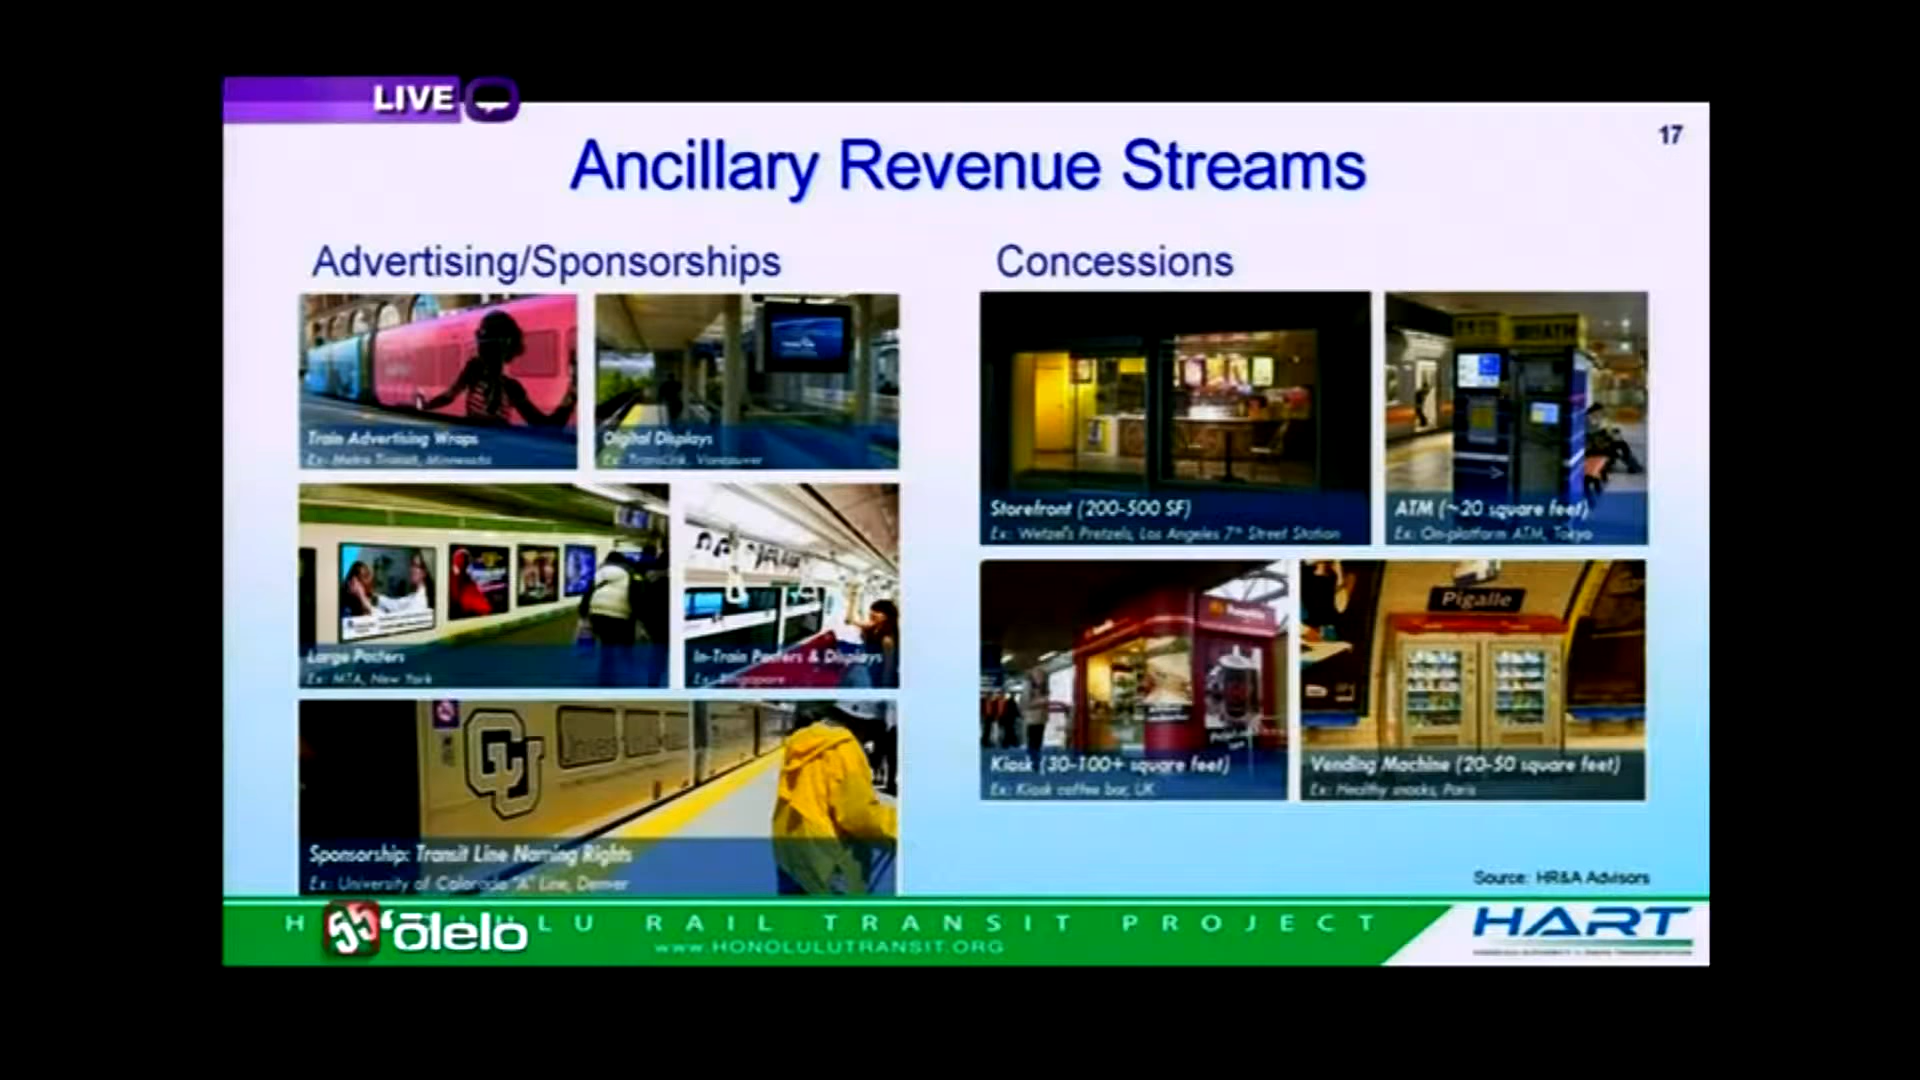 LIVE
17
Ancillary Revenue Streams
Advertising/Sponsorships
Train Advertising Wraps
Ex: Metro Transit, Minnesota
Digital Displays
Ex: TransLink, Vancouver
Large Posters
Ex: MTA, New York
In-Train Posters & Displays
Ex: Singapore
CU
Sponsorship: Transit Line Naming Rights
Ex: University of Colorado "A" Line, Denver
Concessions
Storefront (200-500 SF)
Ex: Wetzel's Pretzels, Los Angeles 7th Street Station
ATM (~20 square feet)
Ex: On-platform ATM, Tokyo
Kiosk (30-100+ square feet)
Ex: Kiosk coffee bar, UK
Pigalle
Vending Machine (20-50 square feet)
Ex: Healthy snacks, Paris
Source: HR&A Advisors
H LULU RAIL TRANSIT PROJECT
WWW.HONOLULUTRANSIT.ORG
55 'ōlelo
HART